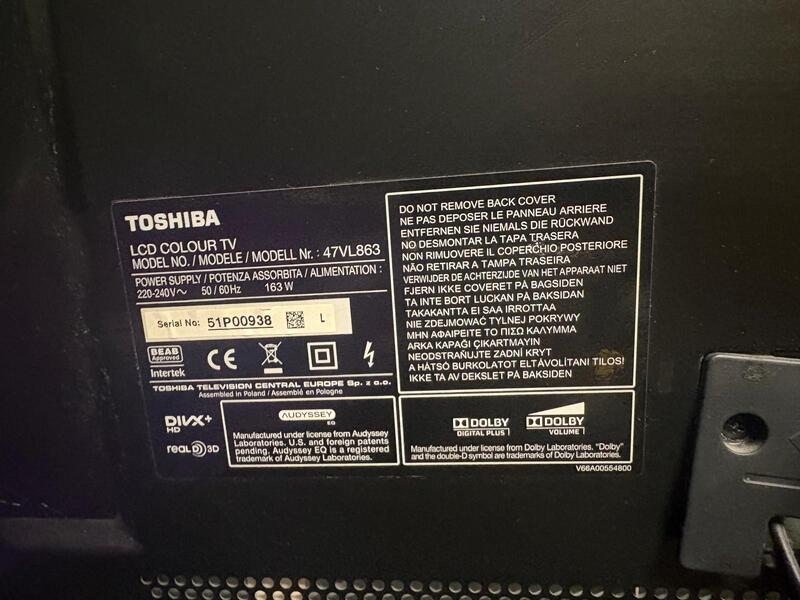 TOSHIBA
LCD COLOUR TV
MODEL NO. / MODELE / MODELL Nr. : 47VL863
POWER SUPPLY / POTENZA ASSORBITA / ALIMENTATION :
220-240V～ 50 / 60Hz 163 W
Serial No: 51P00938 L
BEAB
Approved
Intertek
CE
TOSHIBA TELEVISION CENTRAL EUROPE Sp. z o.o.
Assembled in Poland / Assemblé en Pologne
DIVX+
HD
REALD 3D
AUDYSSEY
EQ
Manufactured under license from Audyssey
Laboratories. U.S. and foreign patents
pending. Audyssey EQ is a registered
trademark of Audyssey Laboratories.
DO NOT REMOVE BACK COVER
NE PAS DEPOSER LE PANNEAU ARRIERE
ENTFERNEN SIE NIEMALS DIE RÜCKWAND
NO DESMONTAR LA TAPA TRASERA
NON RIMUOVERE IL COPERCHIO POSTERIORE
NÃO RETIRAR A TAMPA TRASEIRA
VERWIJDER DE ACHTERZIJDE VAN HET APPARAAT NIET
FJERN IKKE COVERET PÅ BAGSIDEN
TA INTE BORT LUCKAN PÅ BAKSIDAN
TAKAKANTTA EI SAA IRROTTAA
NIE ZDEJMOWAĆ TYLNEJ POKRYWY
ΜΗΝ ΑΦΑΙΡΕΙΤΕ ΤΟ ΠΙΣΩ ΚΑΛΥΜΜΑ
ARKA KAPAĞI ÇIKARTMAYIN
NEODSTRAŇUJTE ZADNÍ KRYT
A HÁTSÓ BURKOLATOT ELTÁVOLÍTANI TILOS!
IKKE TA AV DEKSLET PÅ BAKSIDEN
DOLBY
DIGITAL PLUS
DOLBY
VOLUME
Manufactured under license from Dolby Laboratories. "Dolby"
and the double-D symbol are trademarks of Dolby Laboratories.
V66A00554800